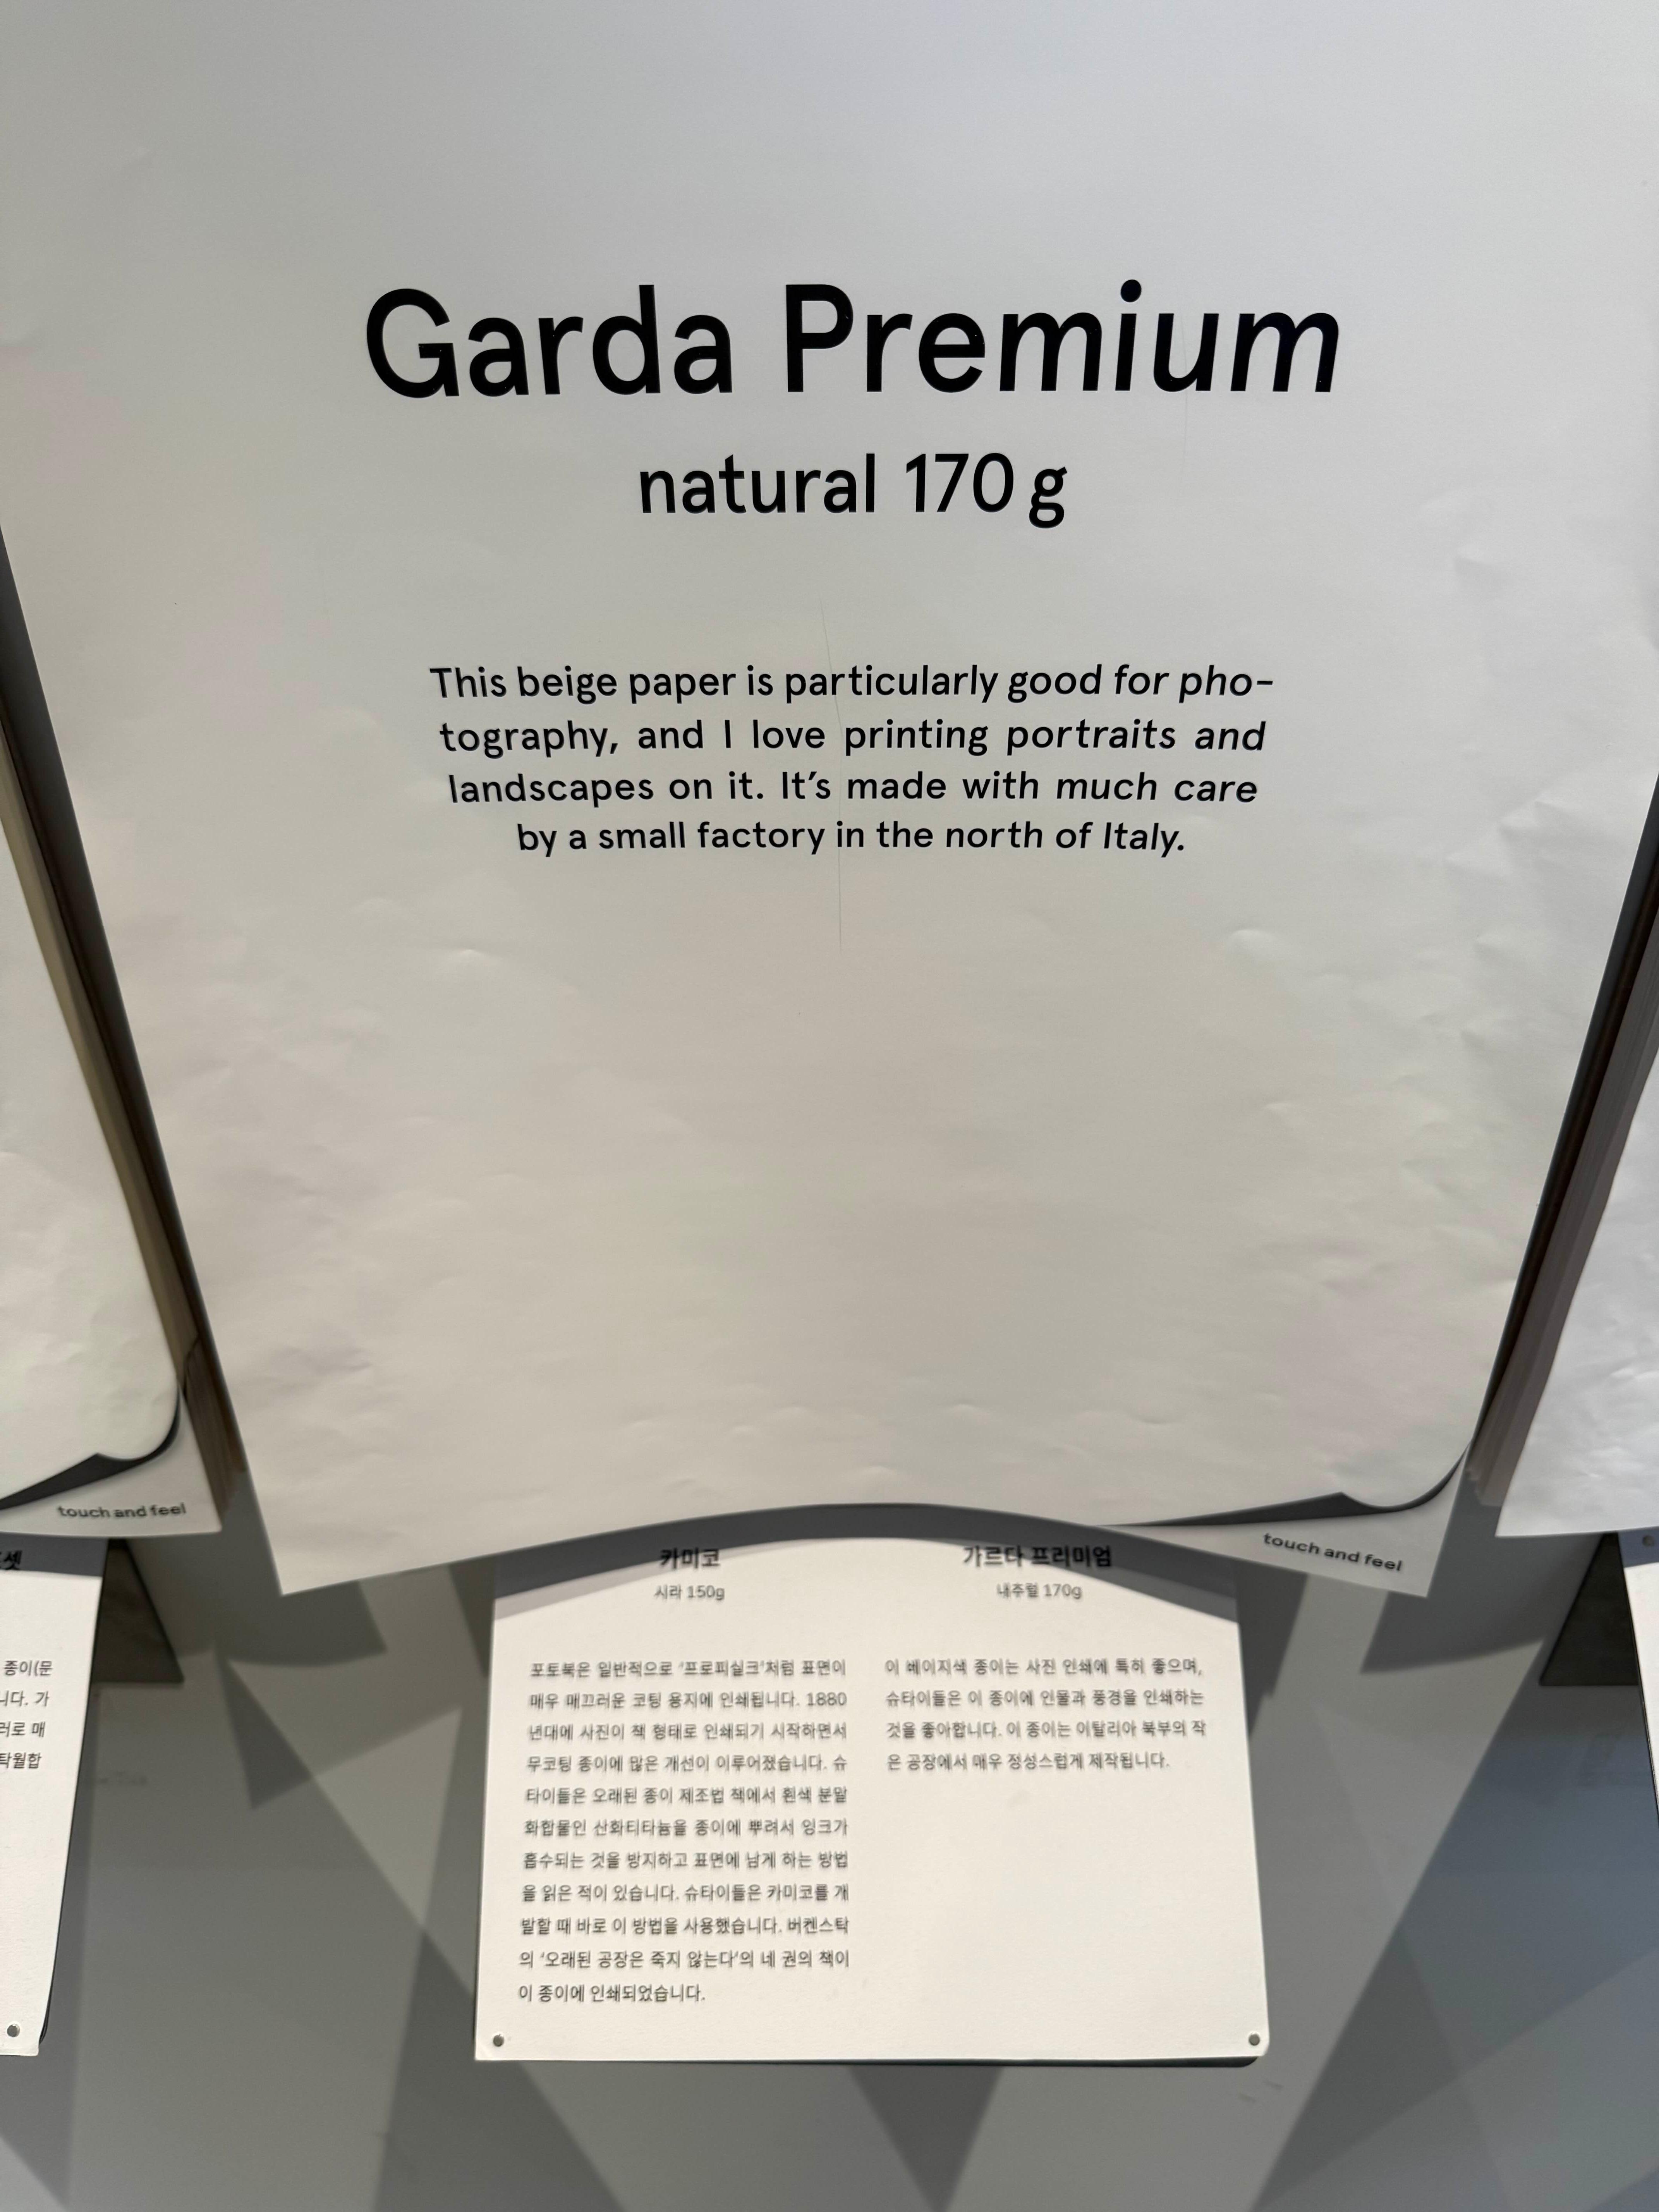 Garda Premium
natural 170 g
This beige paper is particularly good for pho-
tography, and I love printing portraits and
landscapes on it. It's made with much care
by a small factory in the north of Italy.
touch and feel
touch and feel
셋
종이(문
니다. 가
러로 매
탁월합
카미코
시라 150g
포토북은 일반적으로 '프로피실크'처럼 표면이
매우 매끄러운 코팅 용지에 인쇄됩니다. 1880
년대에 사진이 책 형태로 인쇄되기 시작하면서
무코팅 종이에 많은 개선이 이루어졌습니다. 슈
타이들은 오래된 종이 제조법 책에서 흰색 분말
화합물인 산화티타늄을 종이에 뿌려서 잉크가
흡수되는 것을 방지하고 표면에 남게 하는 방법
을 읽은 적이 있습니다. 슈타이들은 카미코를 개
발할 때 바로 이 방법을 사용했습니다. 버켄스탁
의 '오래된 공장은 죽지 않는다'의 네 권의 책이
이 종이에 인쇄되었습니다.
가르다 프리미엄
내추럴 170g
이 베이지색 종이는 사진 인쇄에 특히 좋으며,
슈타이들은 이 종이에 인물과 풍경을 인쇄하는
것을 좋아합니다. 이 종이는 이탈리아 북부의 작
은 공장에서 매우 정성스럽게 제작됩니다.